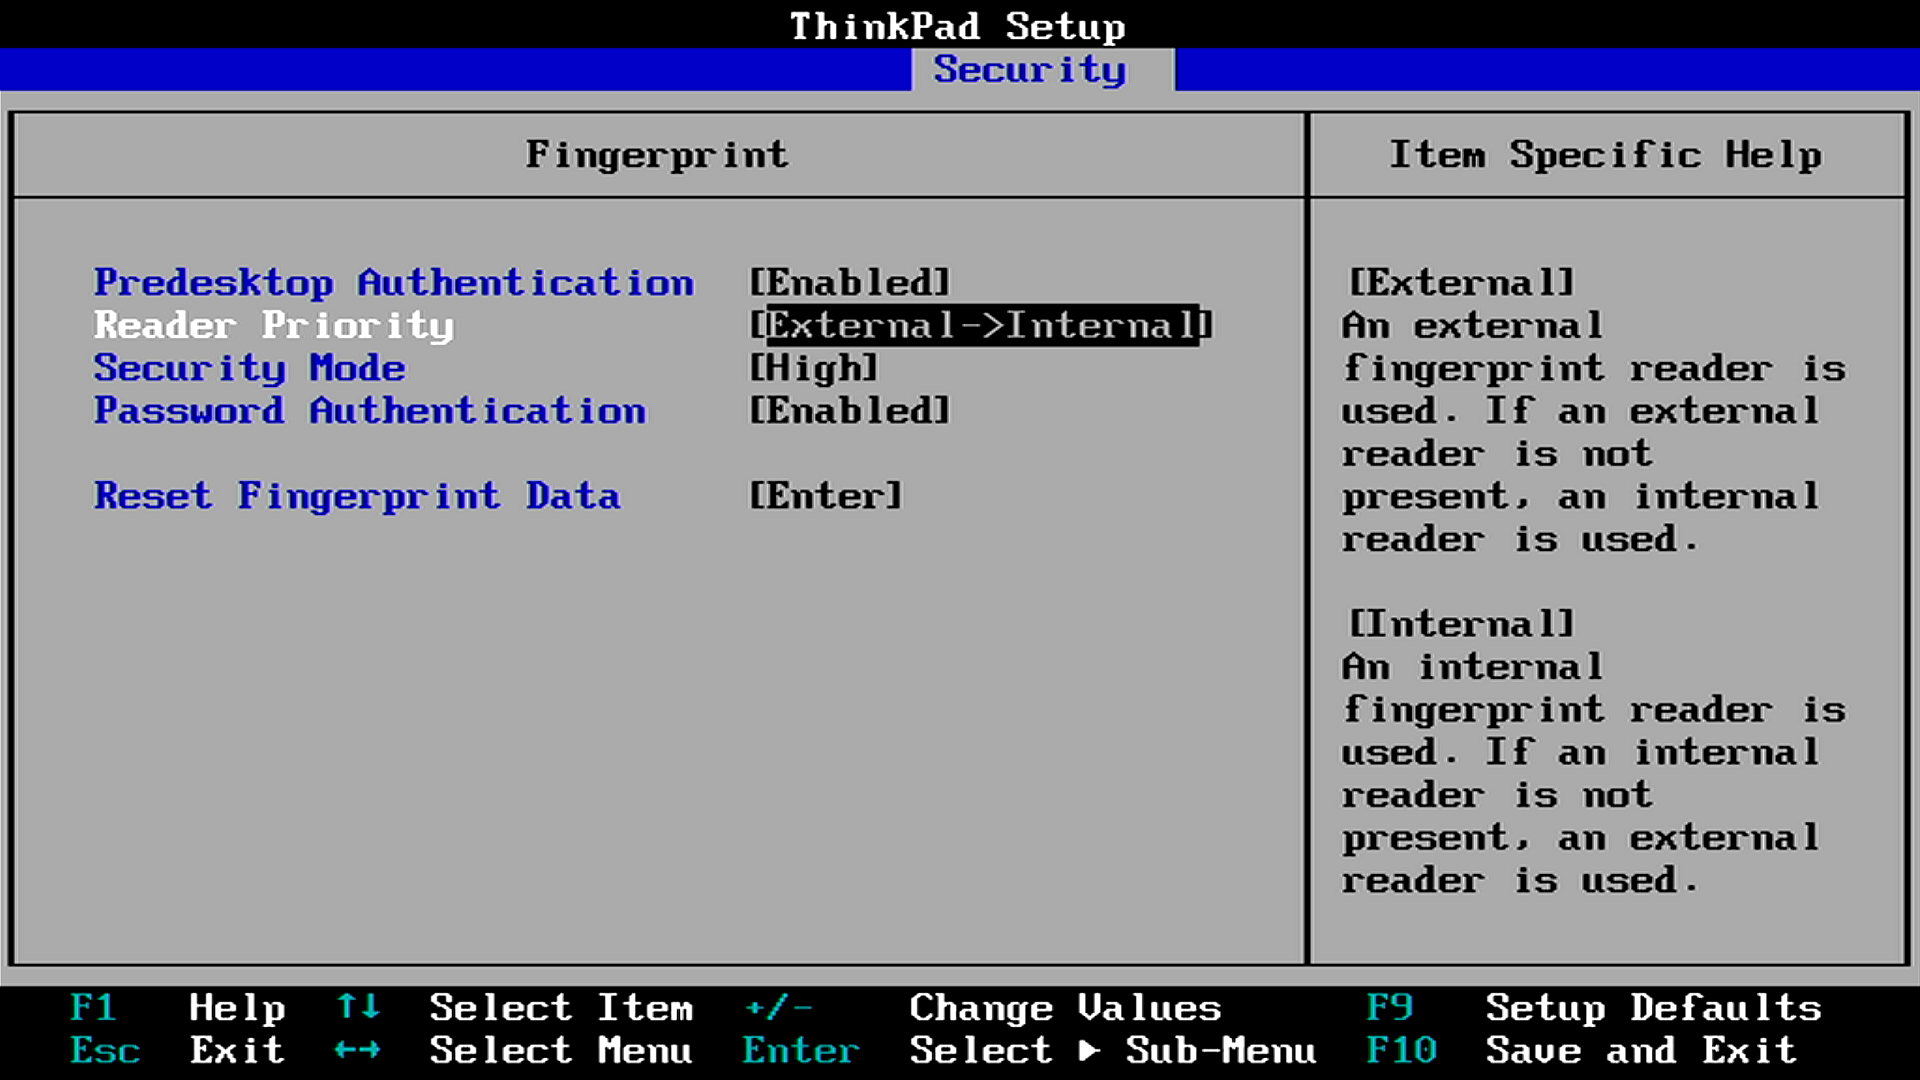 ThinkPad Setup
Security
Fingerprint
Item Specific Help
Predesktop Authentication [Enabled]
Reader Priority [External->Internal]
Security Mode [High]
Password Authentication [Enabled]
Reset Fingerprint Data [Enter]
[External]
An external
fingerprint reader is
used. If an external
reader is not
present, an internal
reader is used.
[Internal]
An internal
fingerprint reader is
used. If an internal
reader is not
present, an external
reader is used.
F1 Help ↑↓ Select Item +/- Change Values F9 Setup Defaults
Esc Exit ←→ Select Menu Enter Select ▶ Sub-Menu F10 Save and Exit